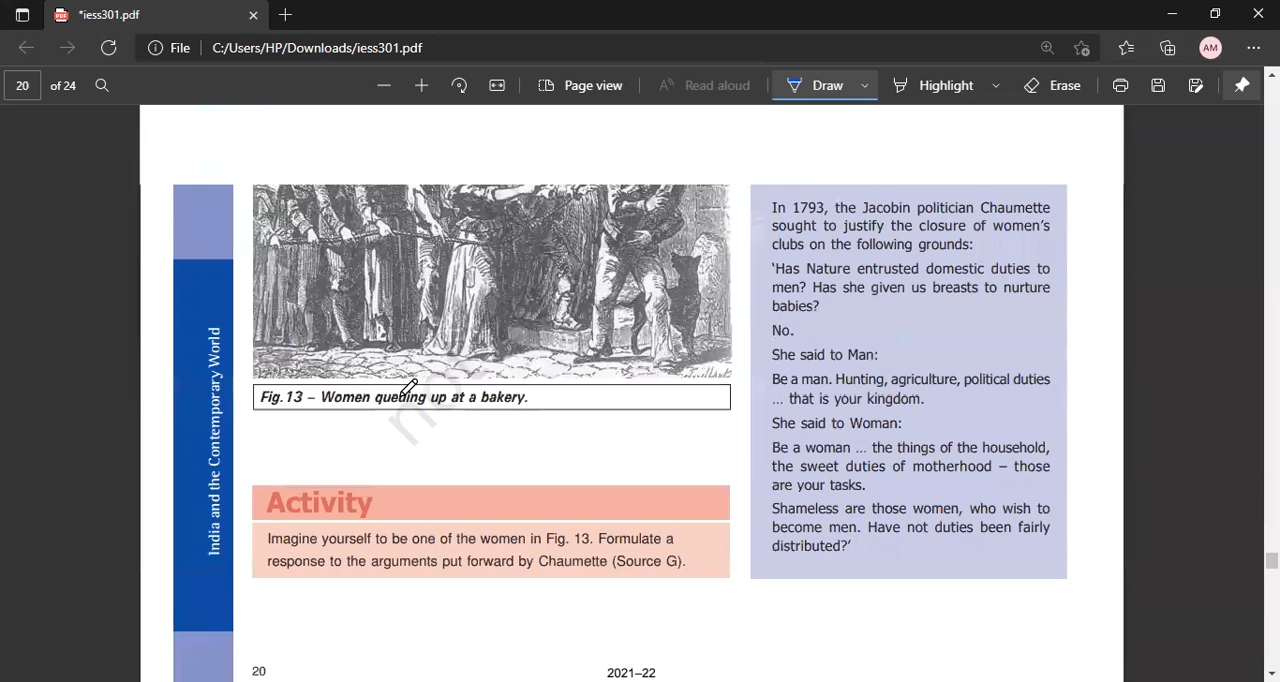 *iess301.pdf
File
C:/Users/HP/Downloads/iess301.pdf
AM
20
of 24
Page view
Read aloud
Draw
Highlight
Erase
India and the Contemporary World
Fig.13 – Women queuing up at a bakery.
Activity
Imagine yourself to be one of the women in Fig. 13. Formulate a
response to the arguments put forward by Chaumette (Source G).
In 1793, the Jacobin politician Chaumette
sought to justify the closure of women's
clubs on the following grounds:
‘Has Nature entrusted domestic duties to
men? Has she given us breasts to nurture
babies?
No.
She said to Man:
Be a man. Hunting, agriculture, political duties
... that is your kingdom.
She said to Woman:
Be a woman ... the things of the household,
the sweet duties of motherhood – those
are your tasks.
Shameless are those women, who wish to
become men. Have not duties been fairly
distributed?’
20
2021–22